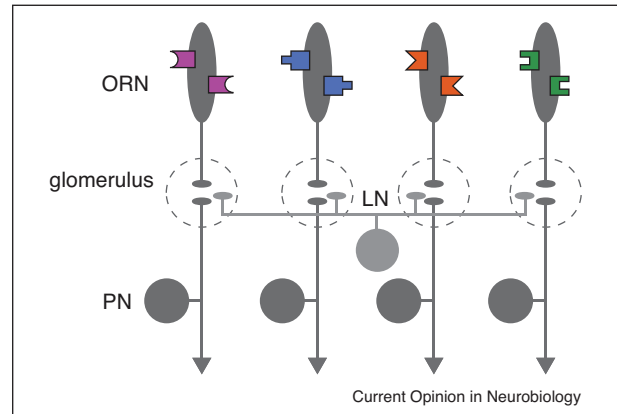 ORN
glomerulus
LN
PN
Current Opinion in Neurobiology